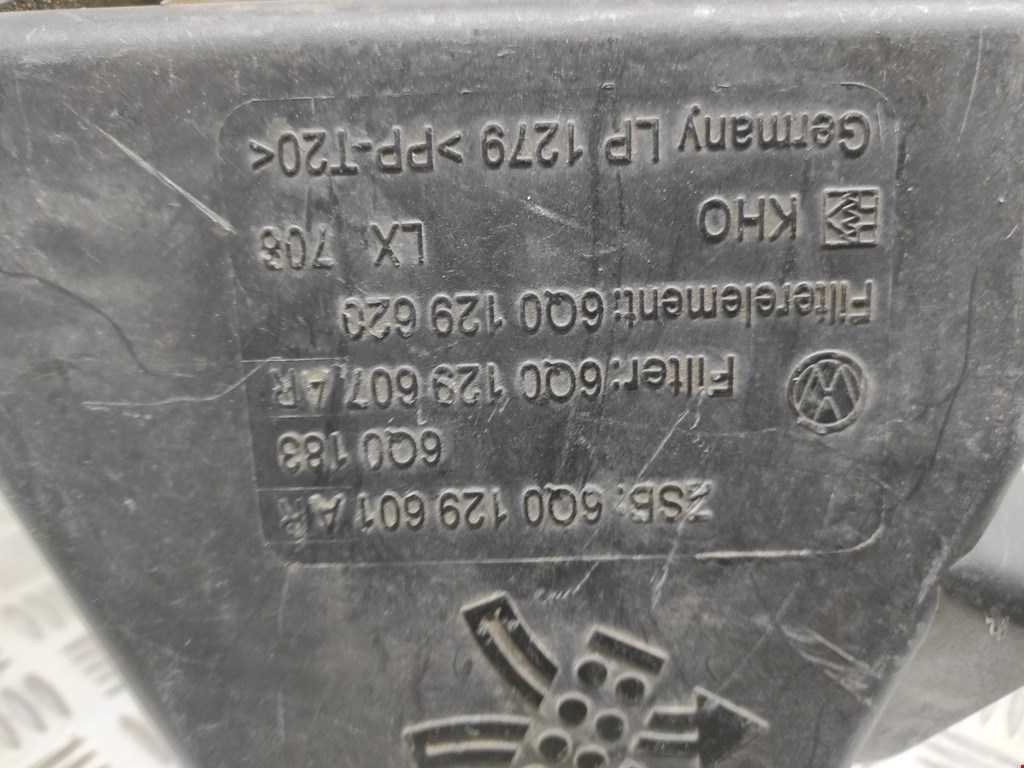 ZSB: 6Q0 129 601 AR
6Q0 183
Filter: 6Q0 129 607 AR
Filterelement: 6Q0 129 620
KHO LX 708
Germany LP 1279 >PP-T20<